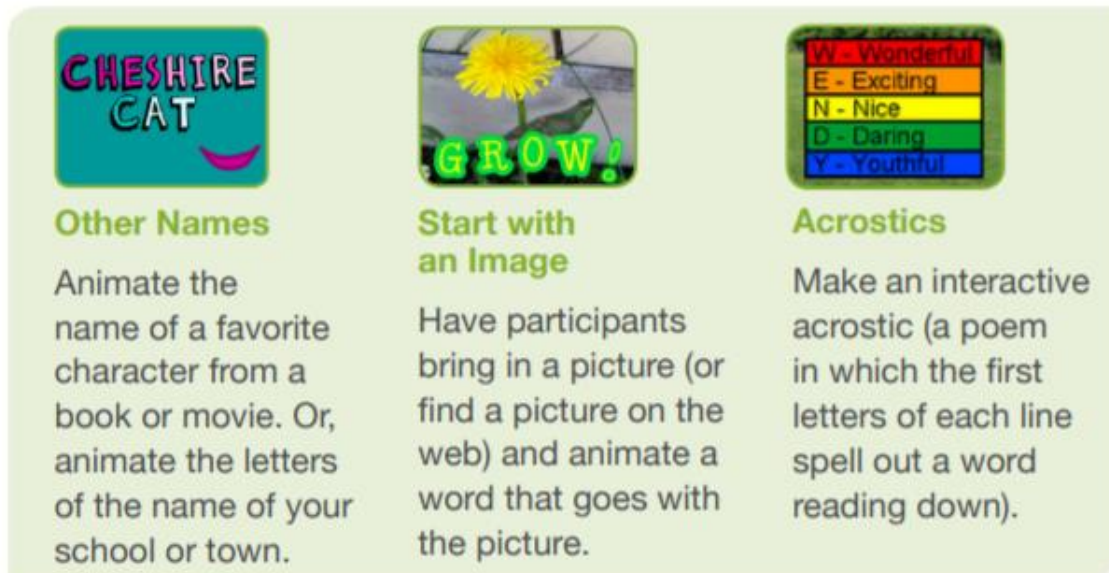 CHESHIRE
CAT
Other Names
Animate the
name of a favorite
character from a
book or movie. Or,
animate the letters
of the name of your
school or town.
GROW!
Start with
an Image
Have participants
bring in a picture (or
find a picture on the
web) and animate a
word that goes with
the picture.
W - Wonderful
E - Exciting
N - Nice
D - Daring
Y - Youthful
Acrostics
Make an interactive
acrostic (a poem
in which the first
letters of each line
spell out a word
reading down).